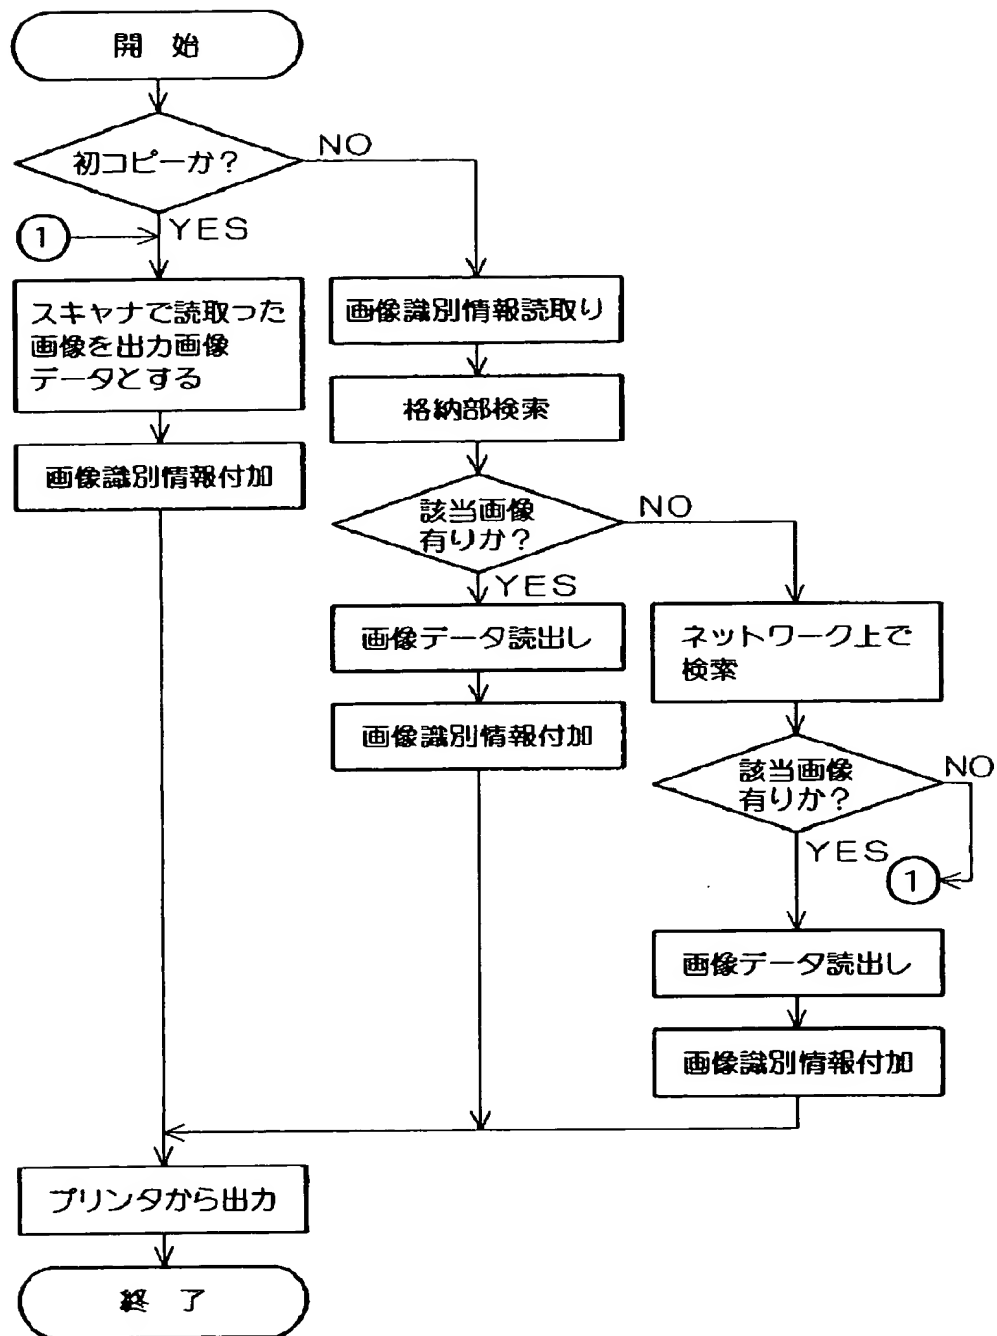 開 始
初コピーか？
NO
YES
1
スキャナで読取った
画像を出力画像
データとする
画像識別情報付加
画像識別情報読取り
格納部検索
該当画像
有りか？
NO
YES
画像データ読出し
画像識別情報付加
ネットワーク上で
検索
該当画像
有りか？
NO
YES
1
画像データ読出し
画像識別情報付加
プリンタから出力
終 了